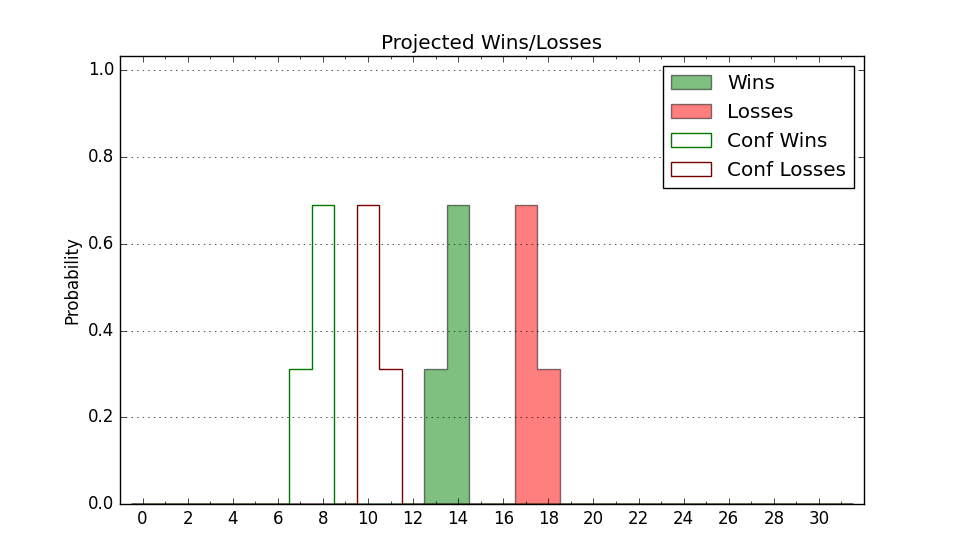 Projected Wins/Losses
1.0
0.8
0.6
0.4
0.2
0.0
Probability
Wins
Losses
Conf Wins
Conf Losses
0 2 4 6 8 10 12 14 16 18 20 22 24 26 28 30